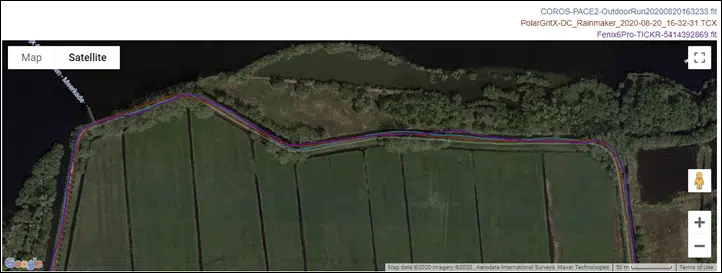 COROS-PACE2-OutdoorRun20200820163233.fit
PolarGritX-DC_Rainmaker_2020-08-20_16-32-31.TCX
Fenix6Pro-TICKR-5414392869.fit
Map Satellite
- Meerkade
Google
Map data ©2020 Imagery ©2020 , Aerodata International Surveys, Maxar Technologies 50 m Terms of Use